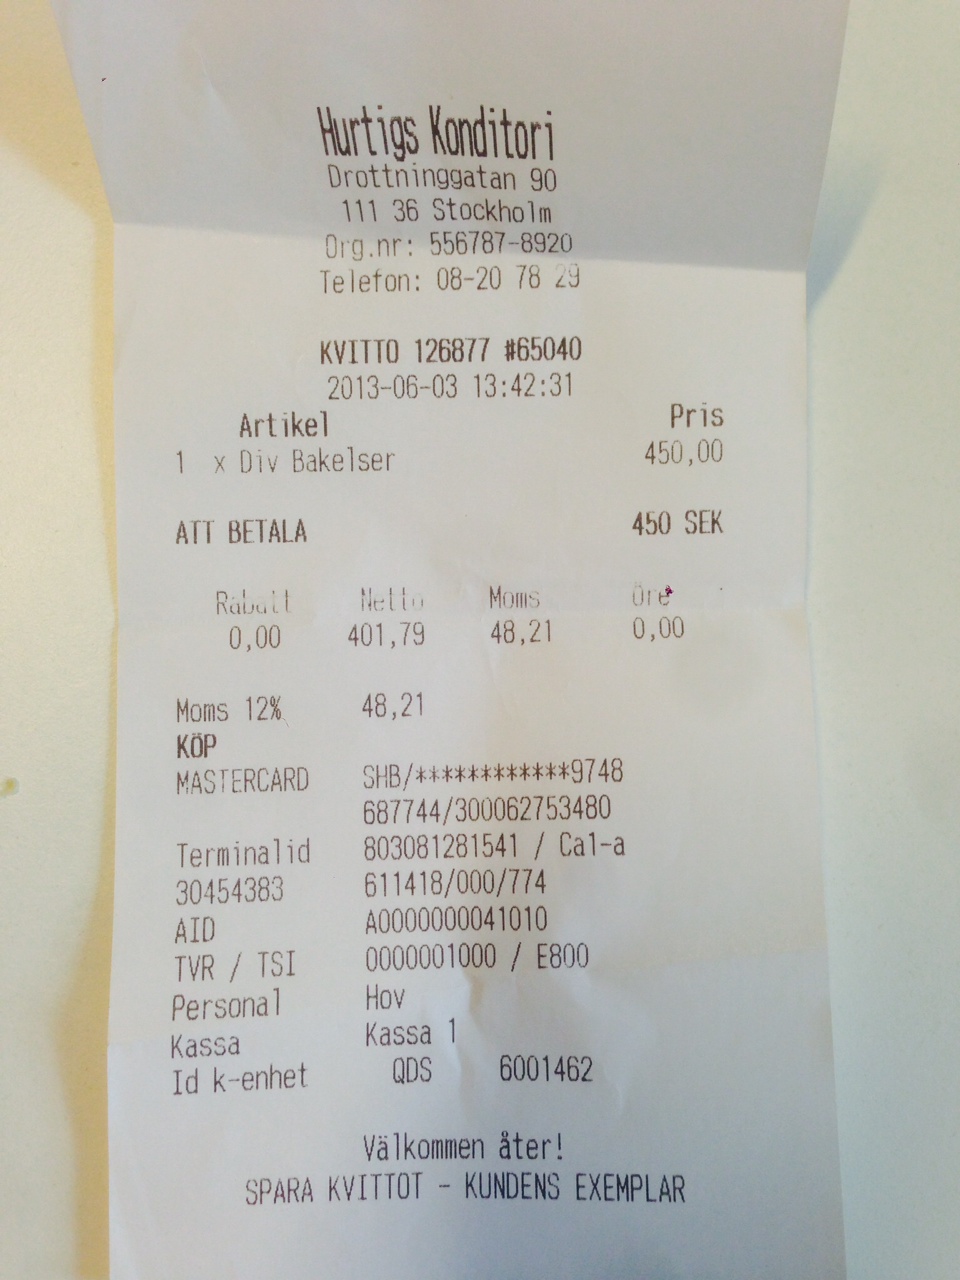 Hurtigs Konditori
Drottninggatan 90
111 36 Stockholm
Org.nr: 556787-8920
Telefon: 08-20 78 29
KVITTO 126877 #65040
2013-06-03 13:42:31
Artikel Pris
1 x Div Bakelser 450,00
ATT BETALA 450 SEK
Rabatt Netto Moms Öre
0,00 401,79 48,21 0,00
Moms 12% 48,21
KÖP
MASTERCARD SHB/************9748
687744/300062753480
Terminalid 803081281541 / Ca1-a
30454383 611418/000/774
AID A0000000041010
TVR / TSI 0000001000 / E800
Personal Hov
Kassa Kassa 1
Id k-enhet QDS 6001462
Välkommen åter!
SPARA KVITTOT - KUNDENS EXEMPLAR